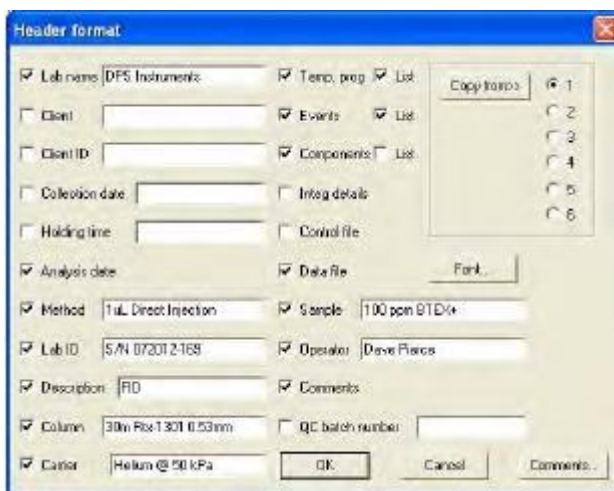 Header format
Lab name DPS Instruments
Client
Client ID
Collection date
Holding time
Analysis date
Method 1uL Direct Injection
Lab ID S/N 072012-169
Description FID
Column 30m Rtx-1301 0.53mm
Carrier Helium @ 50 kPa
Temp. prog List
Events List
Components List
Integ details
Control file
Data file
Sample 100 ppm BTEX+
Operator Dave Pierce
Comments
QC batch number
Copy from
1
2
3
4
5
6
Font...
OK
Cancel
Comments...